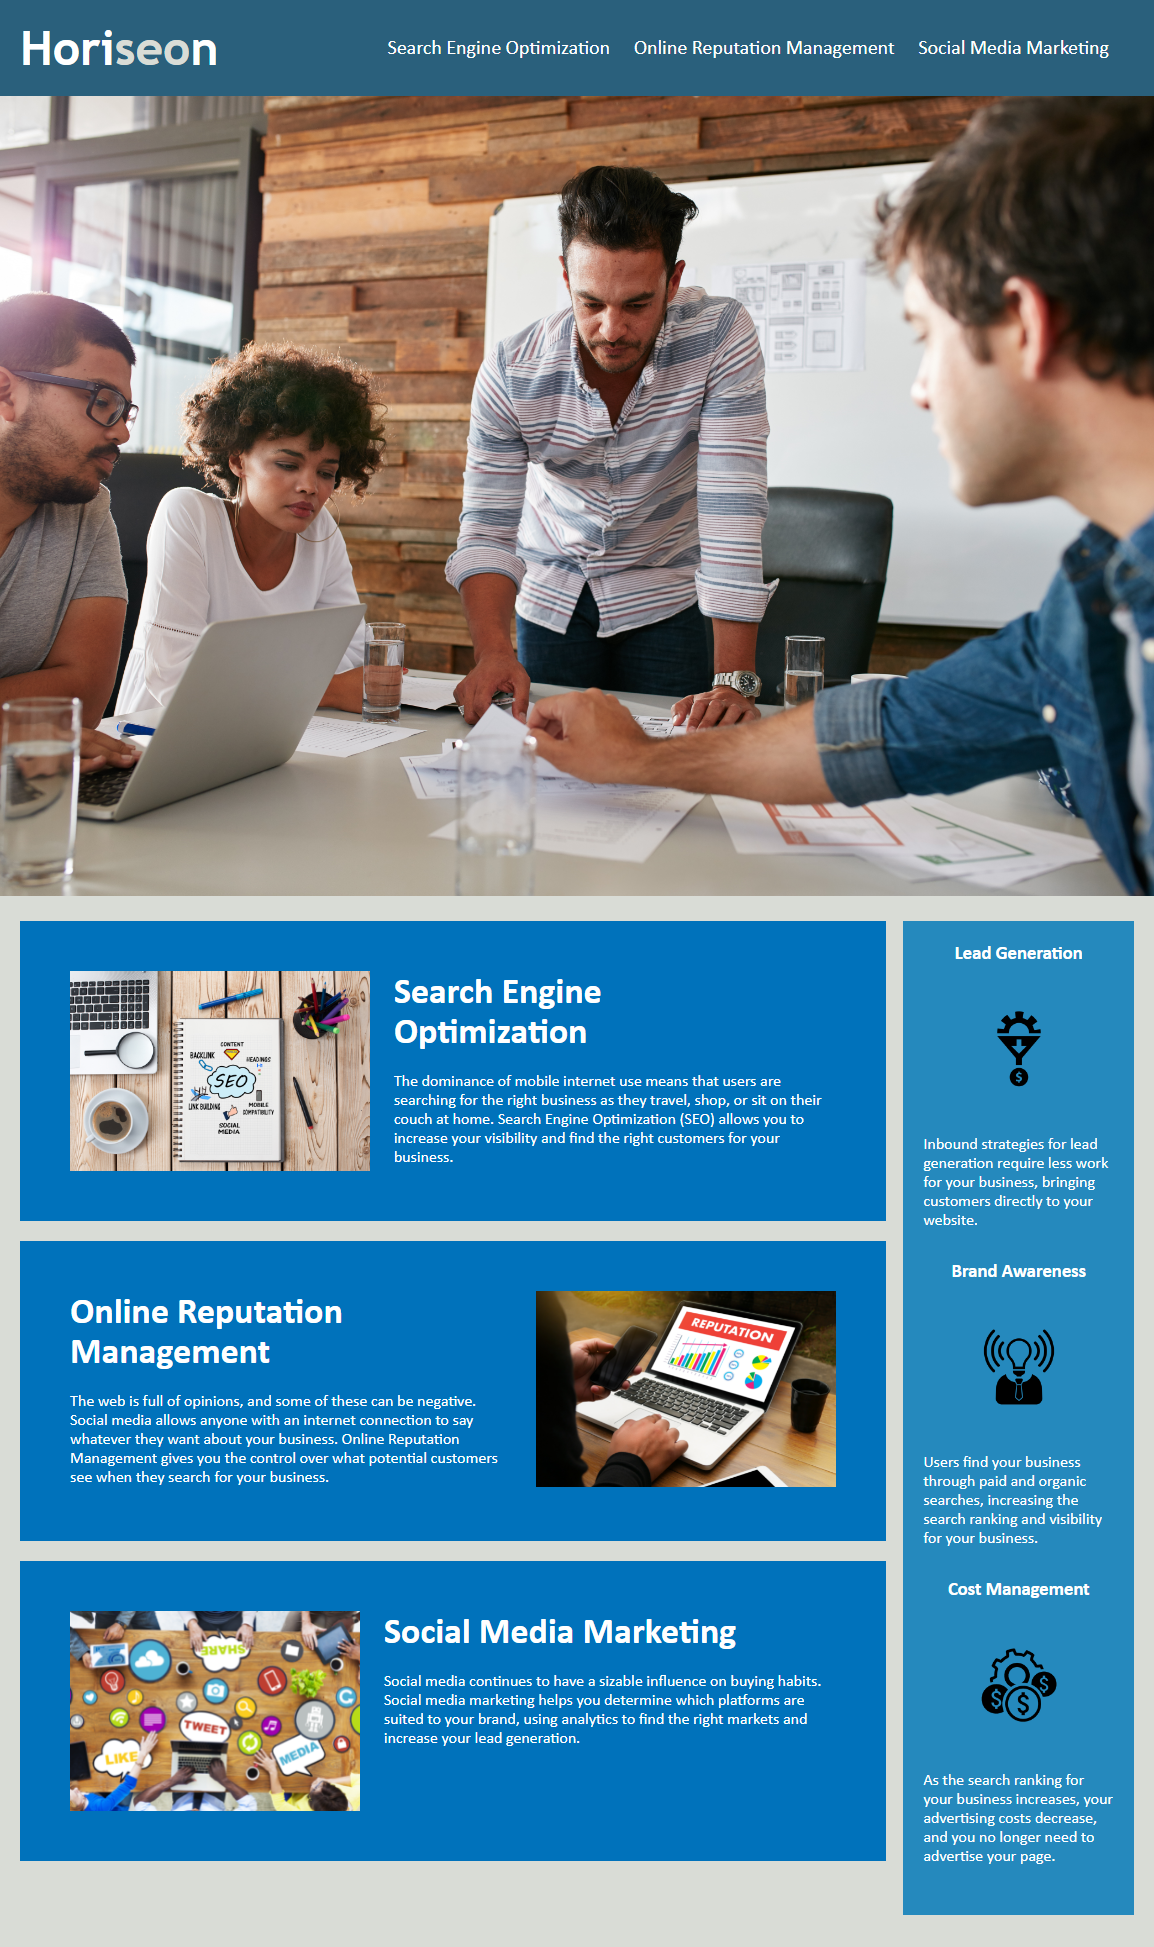 Horiseon
Search Engine Optimization
Online Reputation Management
Social Media Marketing
CONTENT
BACKLINK
HEADINGS
SEO
LINK BUILDING
MOBILE
COMPATIBILITY
SOCIAL
MEDIA
Search Engine
Optimization
The dominance of mobile internet use means that users are
searching for the right business as they travel, shop, or sit on their
couch at home. Search Engine Optimization (SEO) allows you to
increase your visibility and find the right customers for your
business.
Online Reputation
Management
The web is full of opinions, and some of these can be negative.
Social media allows anyone with an internet connection to say
whatever they want about your business. Online Reputation
Management gives you the control over what potential customers
see when they search for your business.
REPUTATION
SHARE
TWEET
LIKE
MEDIA
Social Media Marketing
Social media continues to have a sizable influence on buying habits.
Social media marketing helps you determine which platforms are
suited to your brand, using analytics to find the right markets and
increase your lead generation.
Lead Generation
$
Inbound strategies for lead
generation require less work
for your business, bringing
customers directly to your
website.
Brand Awareness
Users find your business
through paid and organic
searches, increasing the
search ranking and visibility
for your business.
Cost Management
$ $ $
As the search ranking for
your business increases, your
advertising costs decrease,
and you no longer need to
advertise your page.